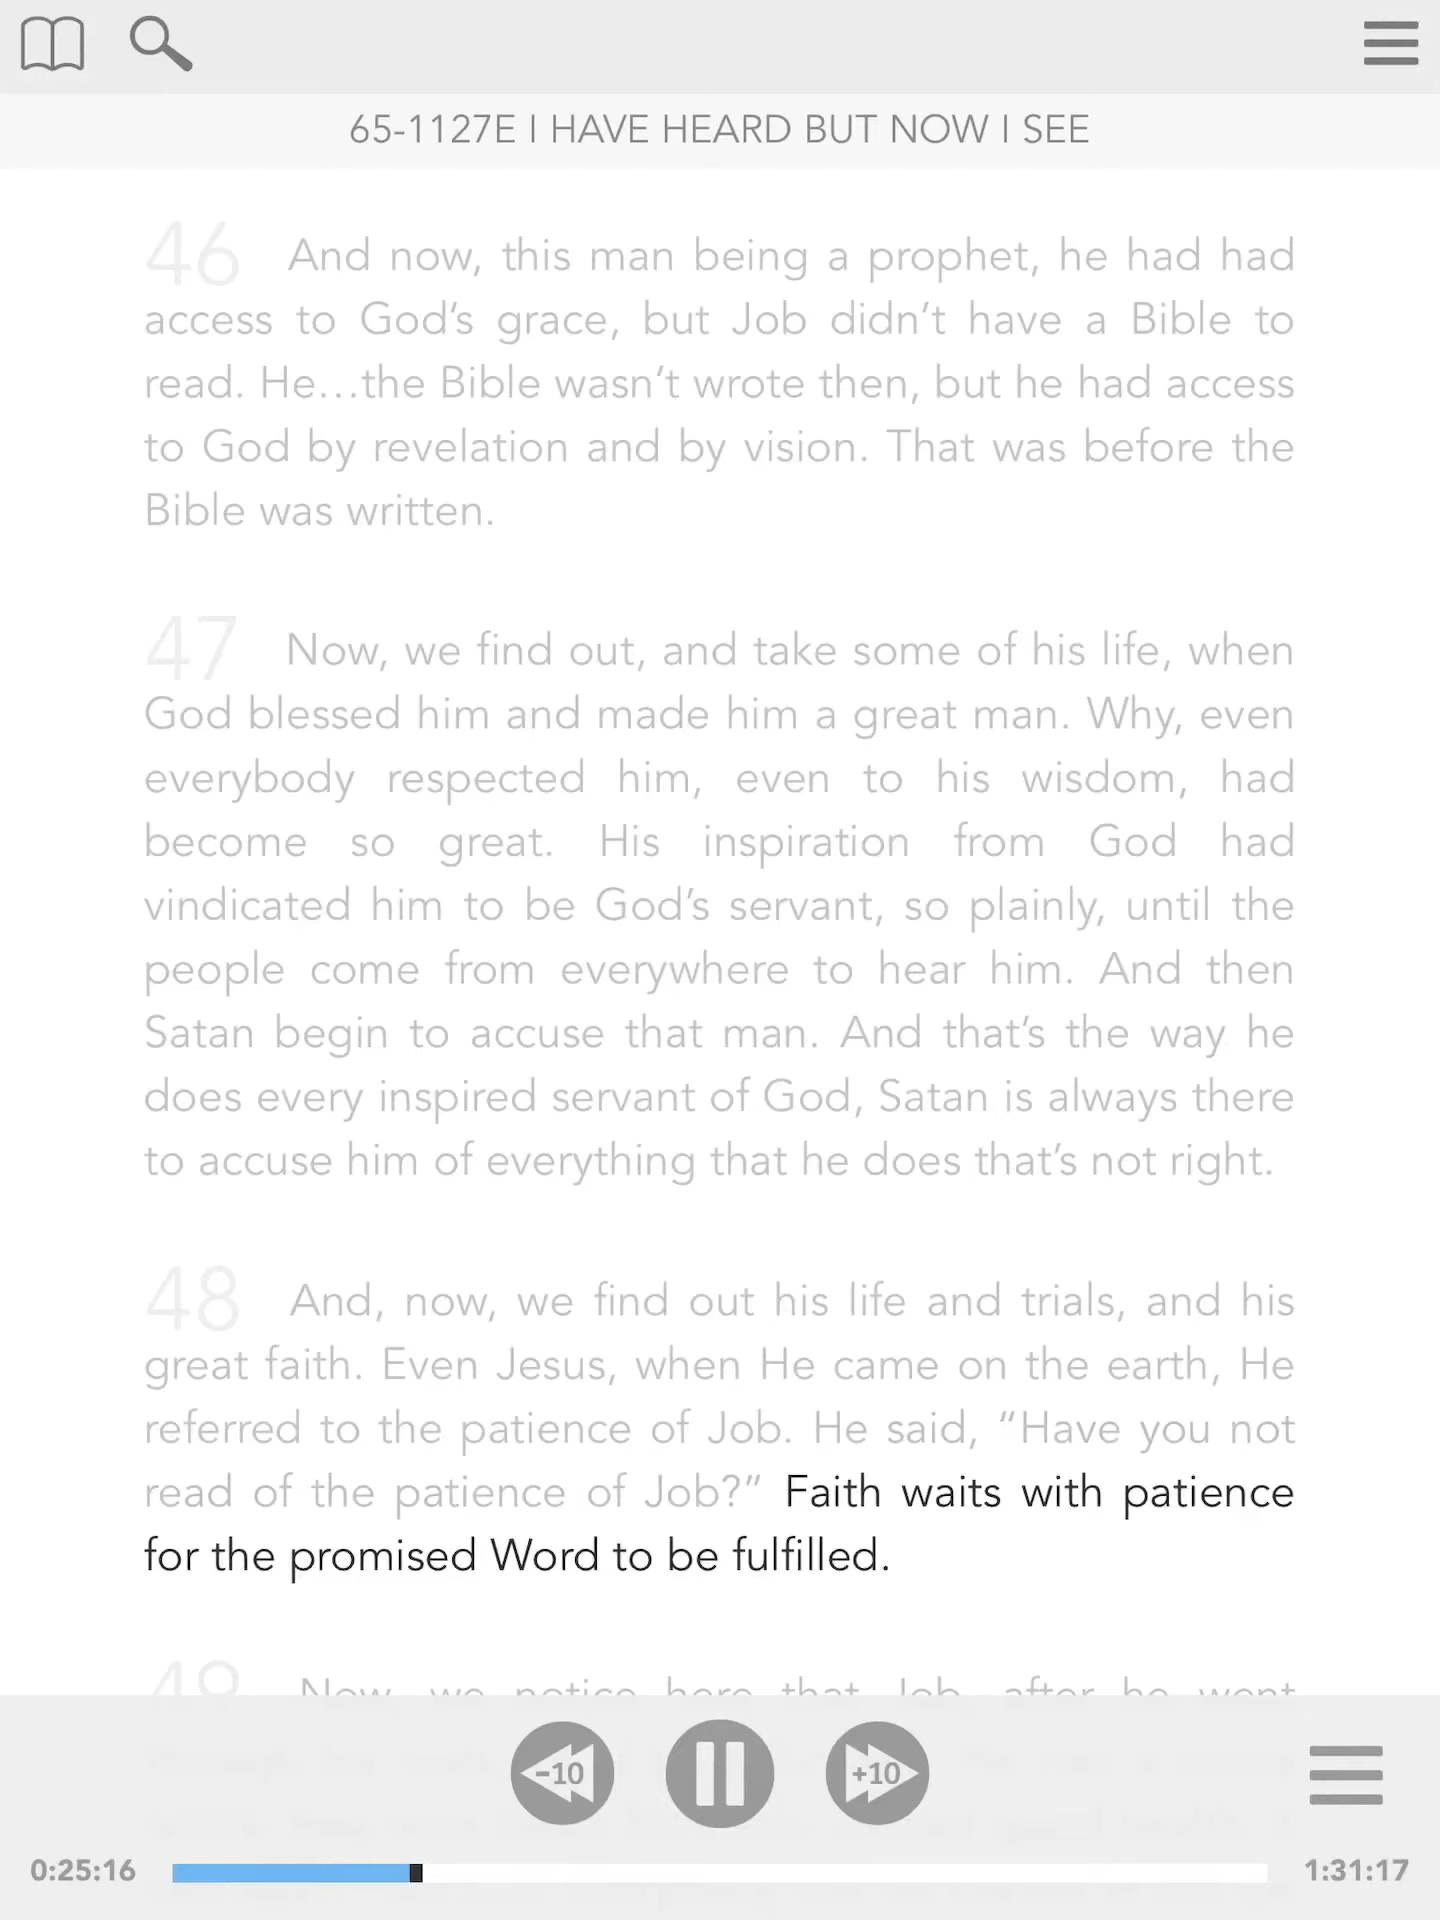 65-1127E I HAVE HEARD BUT NOW I SEE
46 And now, this man being a prophet, he had had
access to God’s grace, but Job didn’t have a Bible to
read. He…the Bible wasn’t wrote then, but he had access
to God by revelation and by vision. That was before the
Bible was written.
47 Now, we find out, and take some of his life, when
God blessed him and made him a great man. Why, even
everybody respected him, even to his wisdom, had
become so great. His inspiration from God had
vindicated him to be God’s servant, so plainly, until the
people come from everywhere to hear him. And then
Satan begin to accuse that man. And that’s the way he
does every inspired servant of God, Satan is always there
to accuse him of everything that he does that’s not right.
48 And, now, we find out his life and trials, and his
great faith. Even Jesus, when He came on the earth, He
referred to the patience of Job. He said, “Have you not
read of the patience of Job?” Faith waits with patience
for the promised Word to be fulfilled.
49 Now, we notice here that Job, after he went
-10 +10
0:25:16 1:31:17